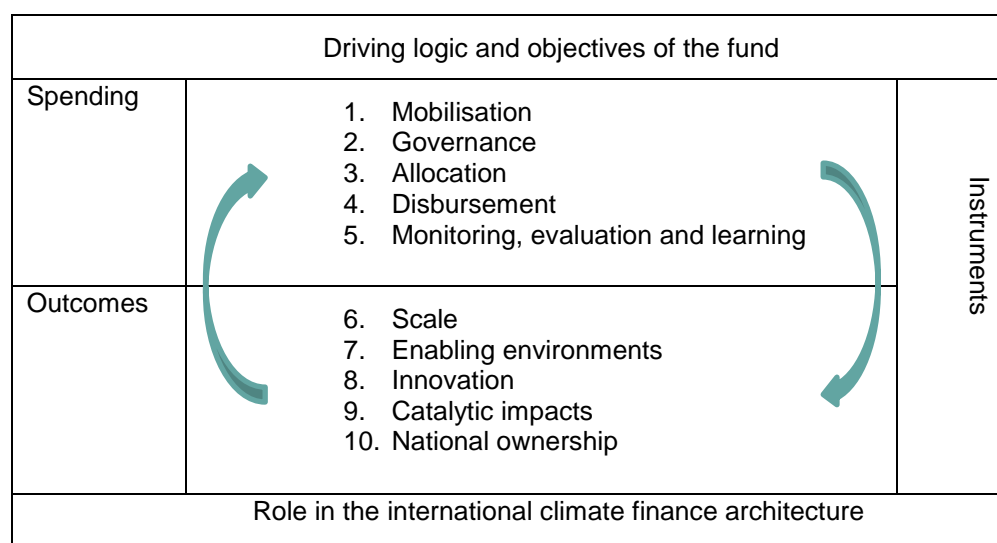 Driving logic and objectives of the fund
Spending
1. Mobilisation
2. Governance
3. Allocation
4. Disbursement
5. Monitoring, evaluation and learning
Instruments
Outcomes
6. Scale
7. Enabling environments
8. Innovation
9. Catalytic impacts
10. National ownership
Role in the international climate finance architecture